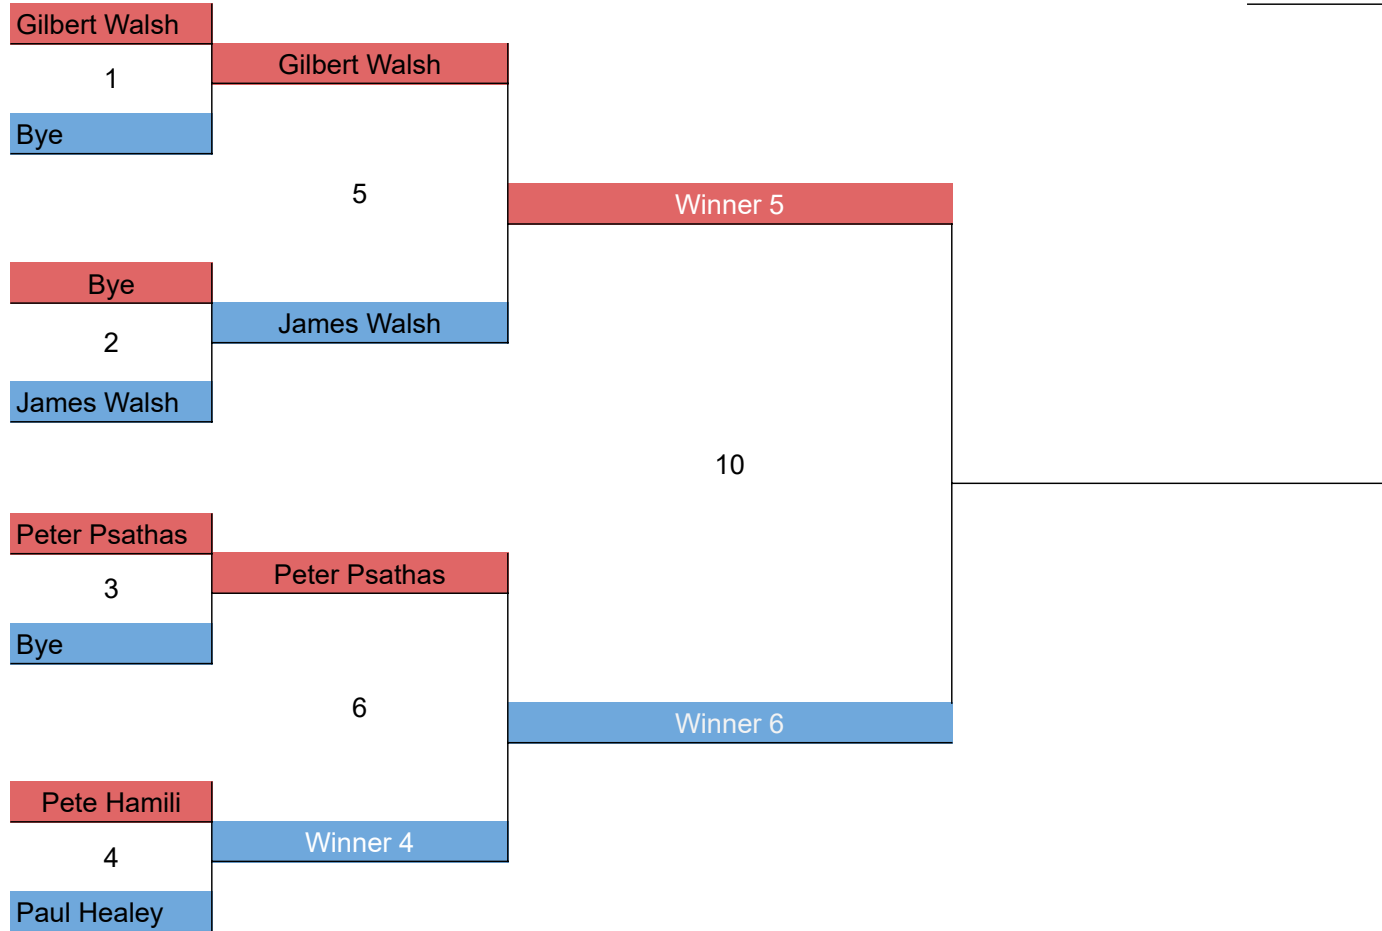 Gilbert Walsh
1
Bye
Gilbert Walsh
5
James Walsh
Bye
2
James Walsh
Winner 5
10
Winner 6
Peter Psathas
3
Bye
Peter Psathas
6
Winner 4
Pete Hamili
4
Paul Healey